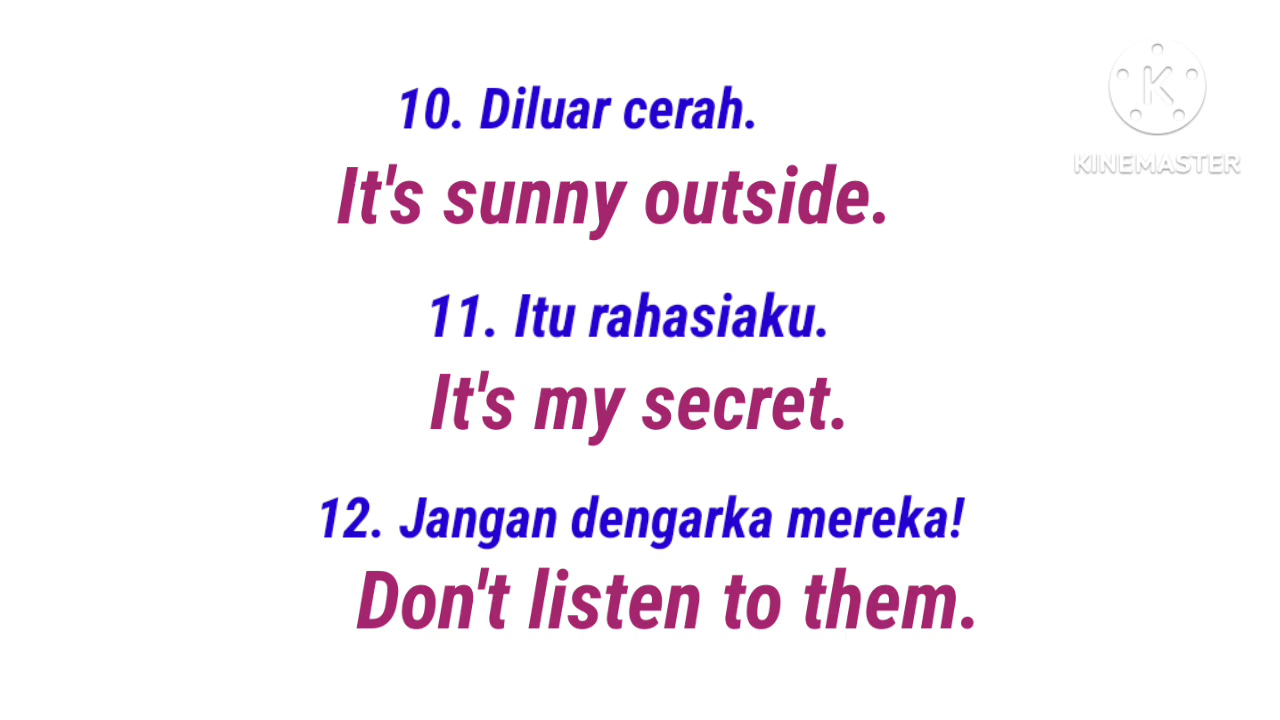 10. Diluar cerah.
It's sunny outside.
11. Itu rahasiaku.
It's my secret.
12. Jangan dengarka mereka!
Don't listen to them.
K
KINEMASTER